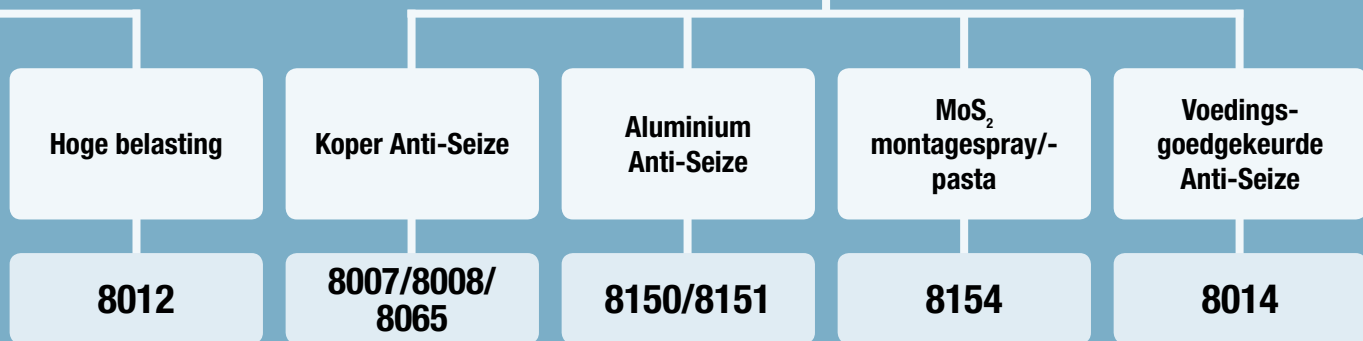 Hoge belasting
Koper Anti-Seize
Aluminium
Anti-Seize
MoS₂
montagespray/-
pasta
Voedings-
goedgekeurde
Anti-Seize
8012
8007/8008/
8065
8150/8151
8154
8014